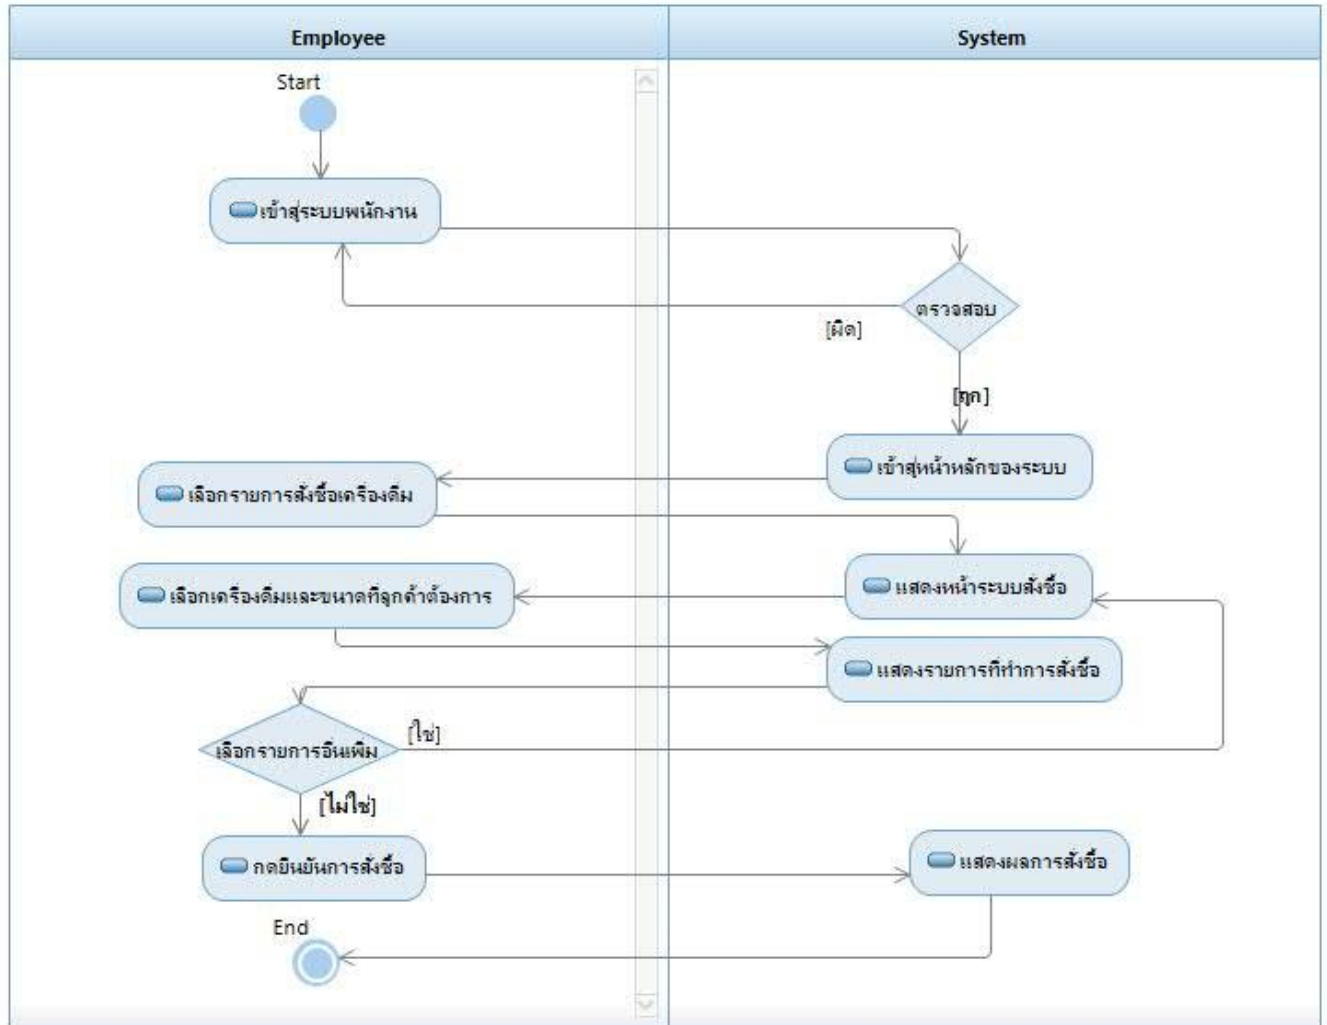 Employee
System
Start
เข้าสู่ระบบพนักงาน
ตรวจสอบ
[ผิด]
[ถูก]
เข้าสู่หน้าหลักของระบบ
เลือกรายการสั่งซื้อเครื่องดื่ม
แสดงหน้าระบบสั่งซื้อ
เลือกเครื่องดื่มและขนาดที่ลูกค้าต้องการ
แสดงรายการที่ทำการสั่งซื้อ
[ใช่]
เลือกรายการอื่นเพิ่ม
[ไม่ใช่]
กดยืนยันการสั่งซื้อ
แสดงผลการสั่งซื้อ
End